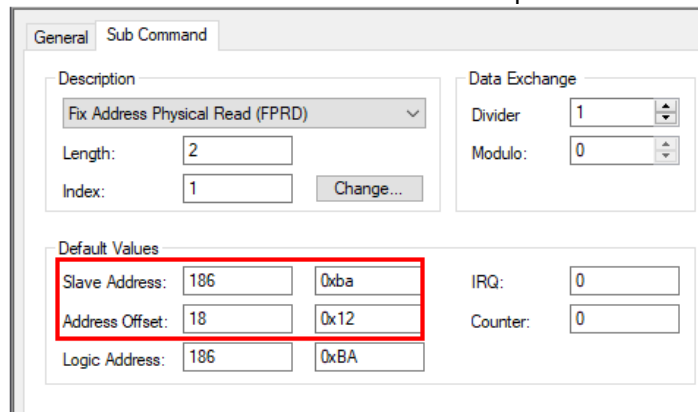 General Sub Command
Description
Data Exchange
Fix Address Physical Read (FPRD)
Divider 1
Length: 2
Modulo: 0
Index: 1 Change...
Default Values
Slave Address: 186 0xba IRQ: 0
Address Offset: 18 0x12 Counter: 0
Logic Address: 186 0xBA